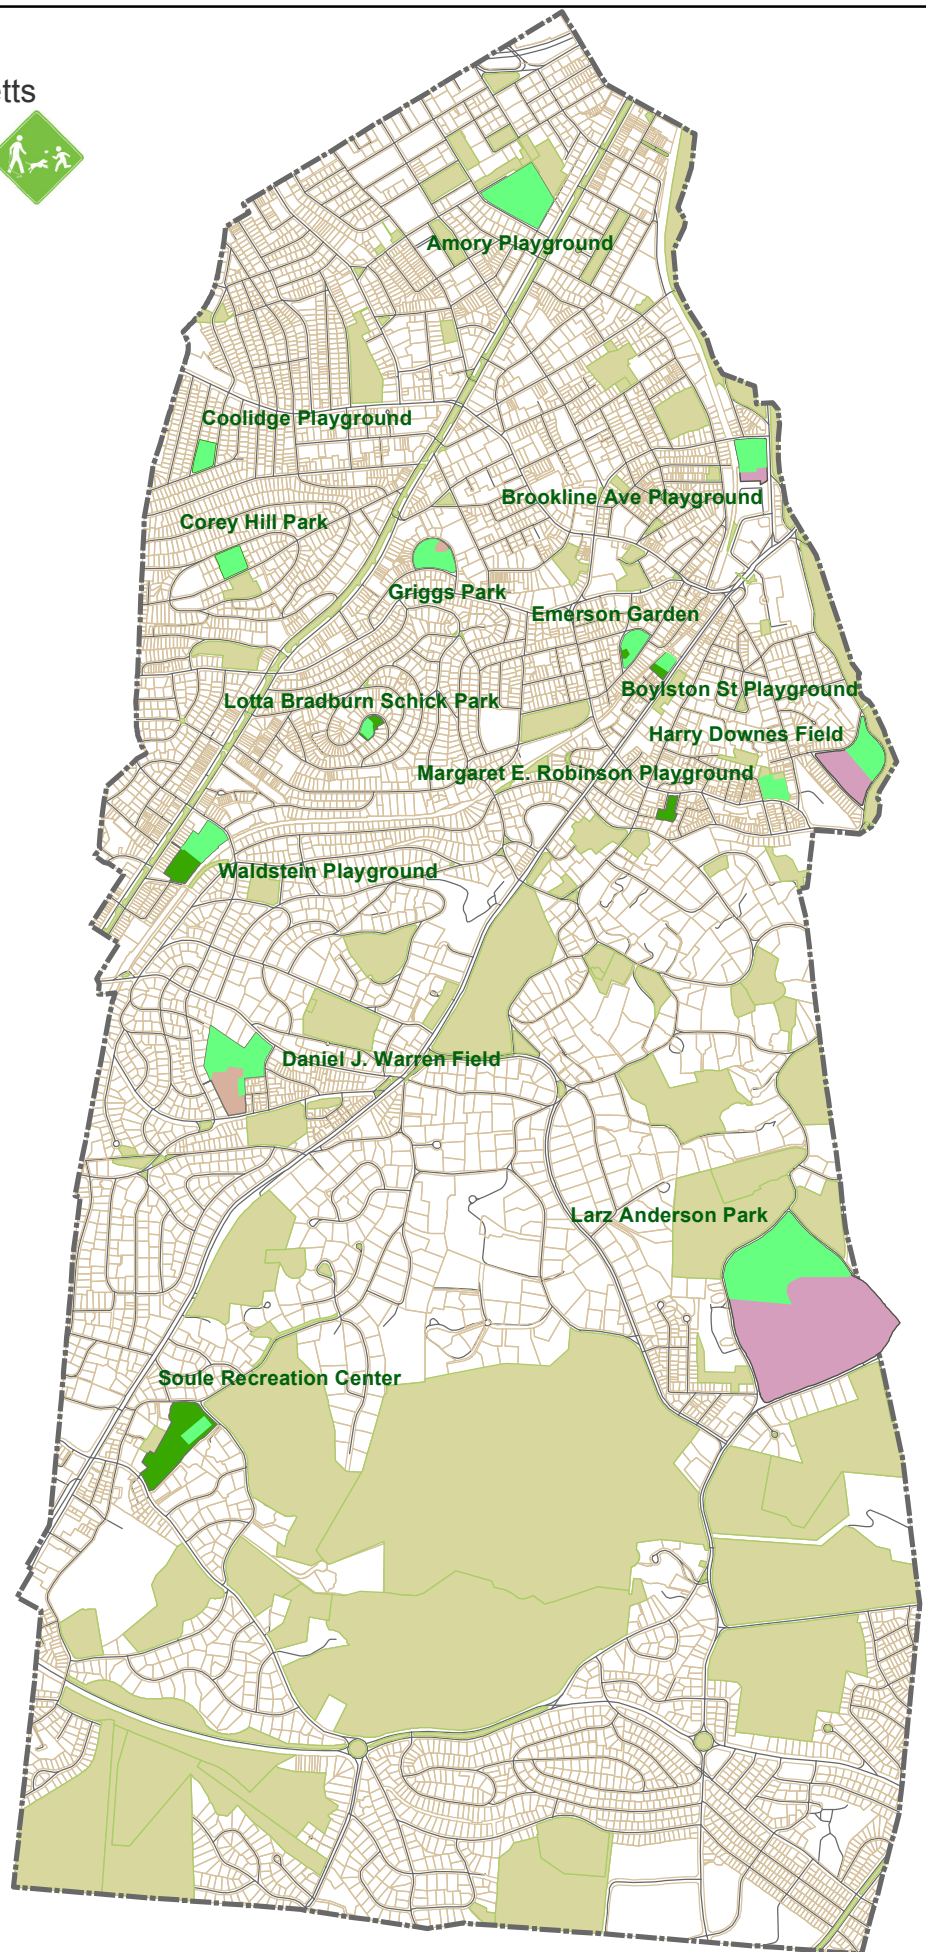 etts
Amory Playground
Coolidge Playground
Brookline Ave Playground
Corey Hill Park
Griggs Park
Emerson Garden
Boylston St Playground
Lotta Bradburn Schick Park
Harry Downes Field
Margaret E. Robinson Playground
Waldstein Playground
Daniel J. Warren Field
Larz Anderson Park
Soule Recreation Center